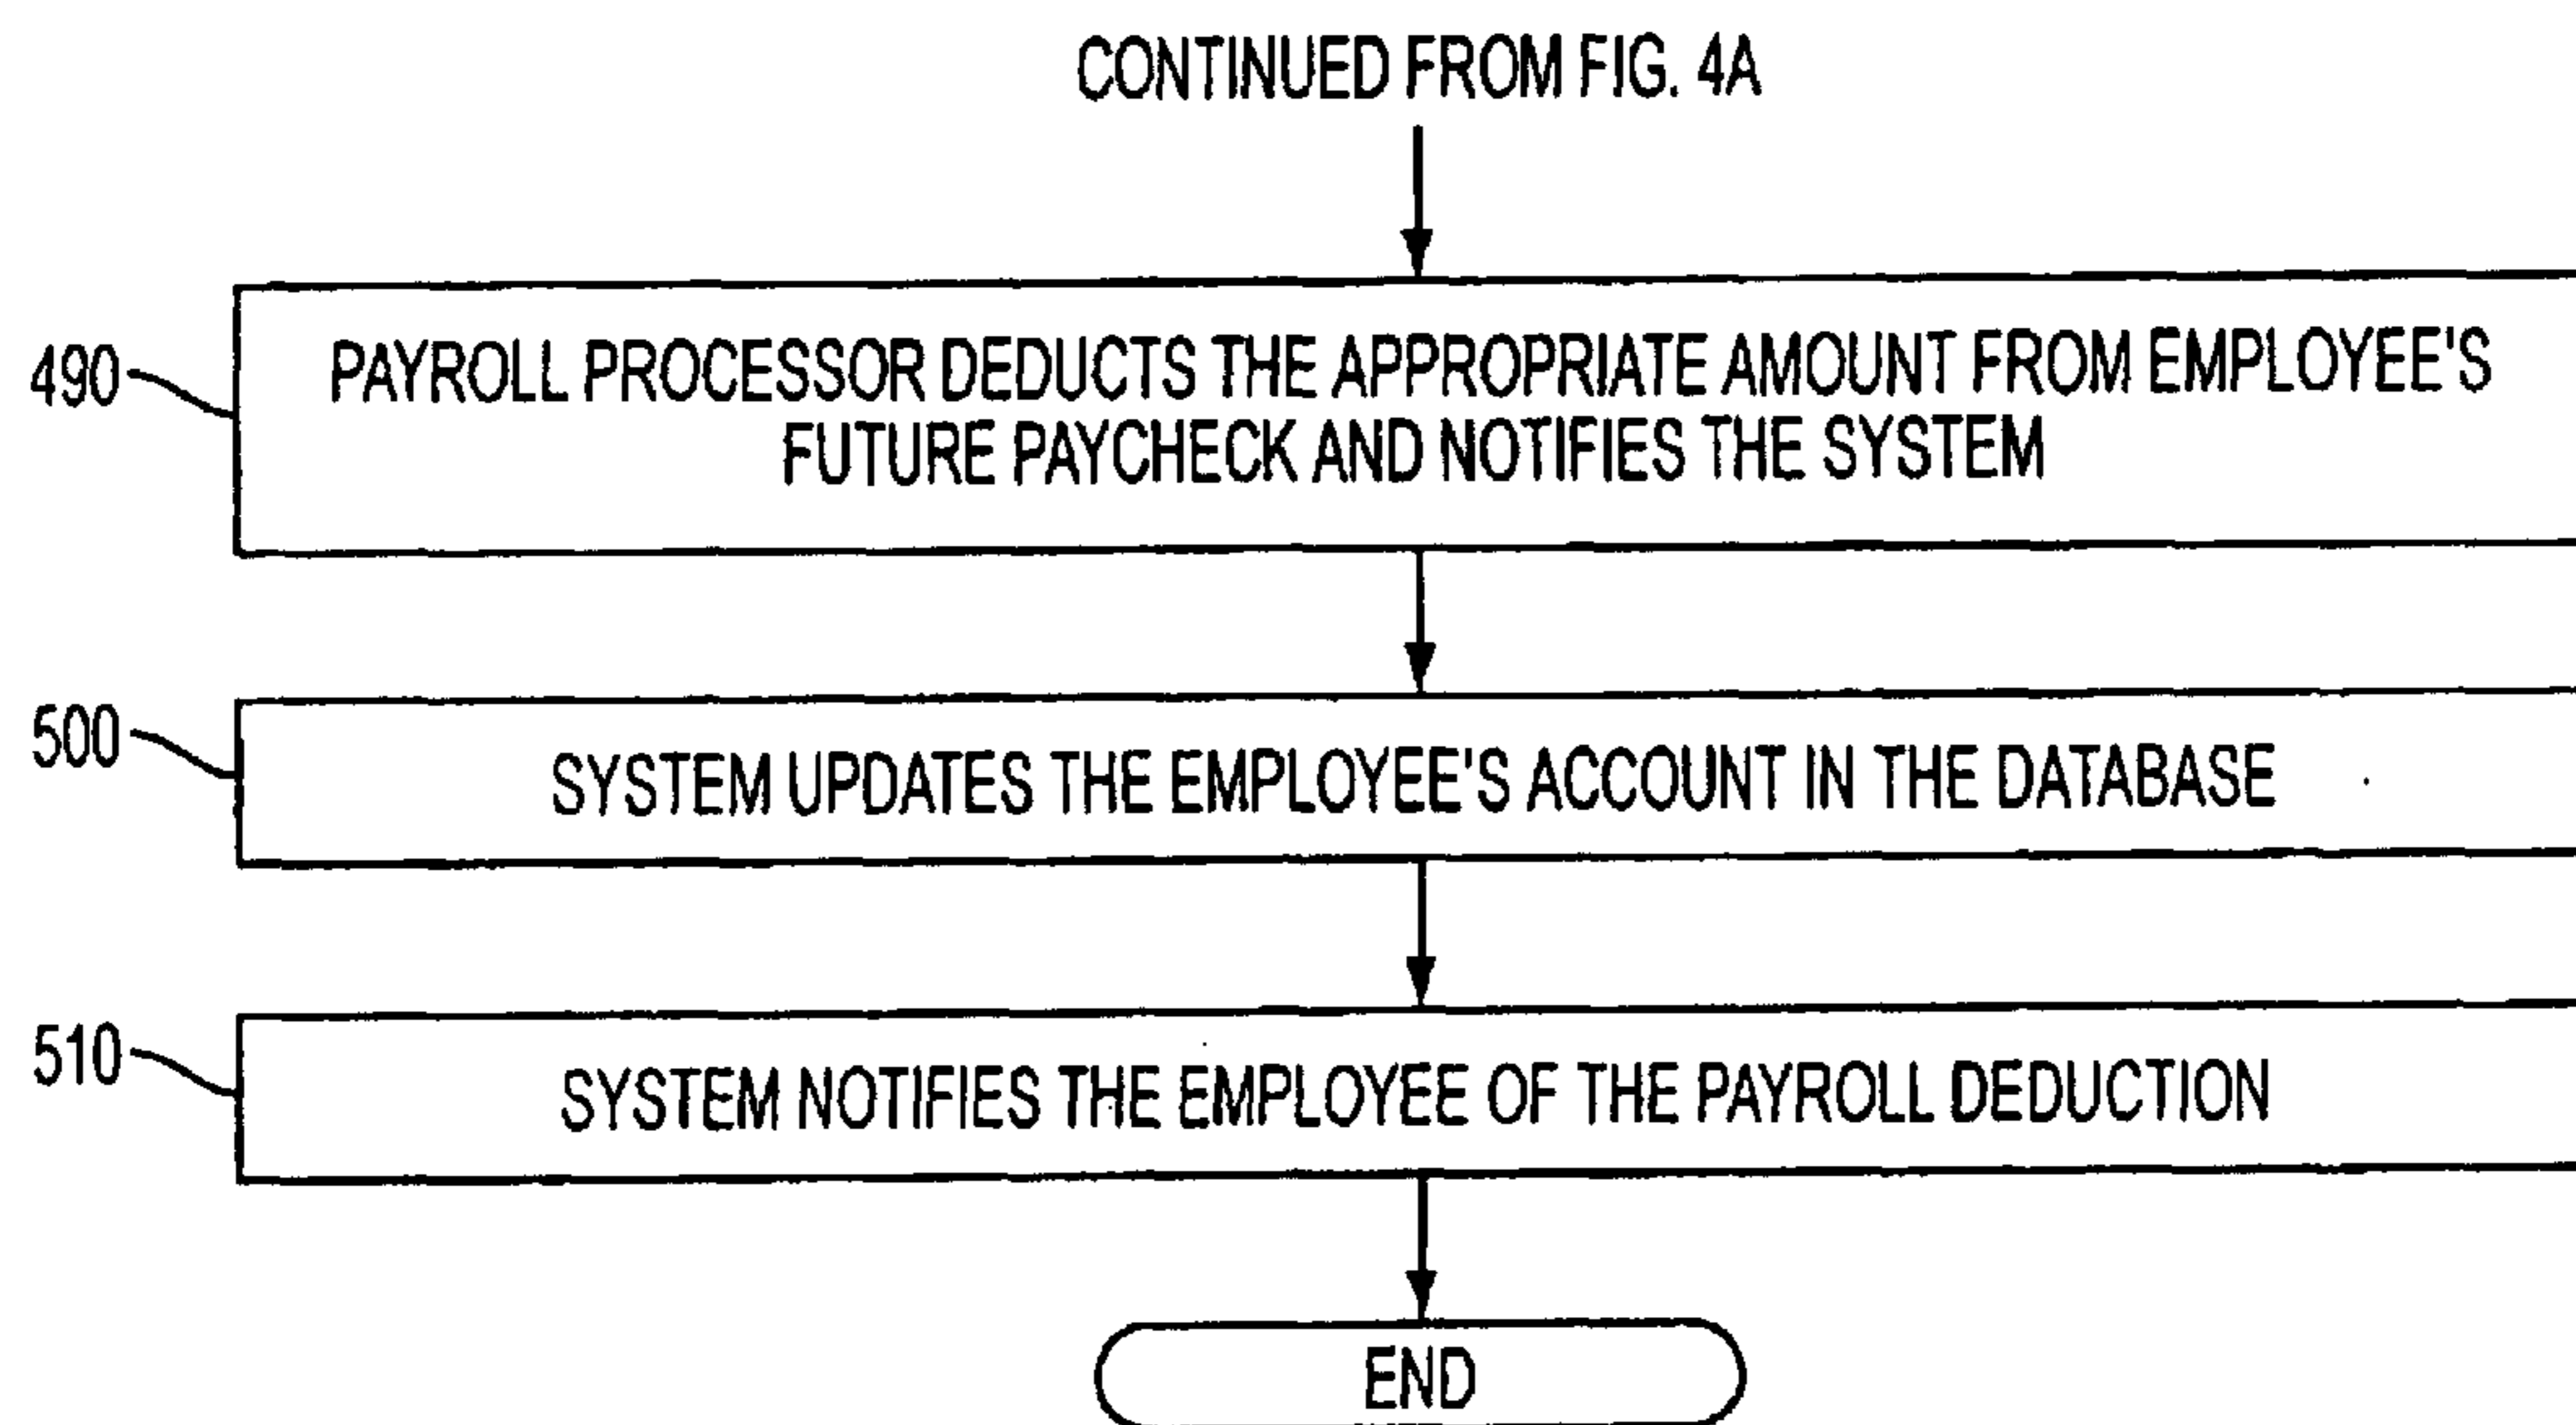 CONTINUED FROM FIG. 4A
490
PAYROLL PROCESSOR DEDUCTS THE APPROPRIATE AMOUNT FROM EMPLOYEE'S
FUTURE PAYCHECK AND NOTIFIES THE SYSTEM
500
SYSTEM UPDATES THE EMPLOYEE'S ACCOUNT IN THE DATABASE
510
SYSTEM NOTIFIES THE EMPLOYEE OF THE PAYROLL DEDUCTION
END